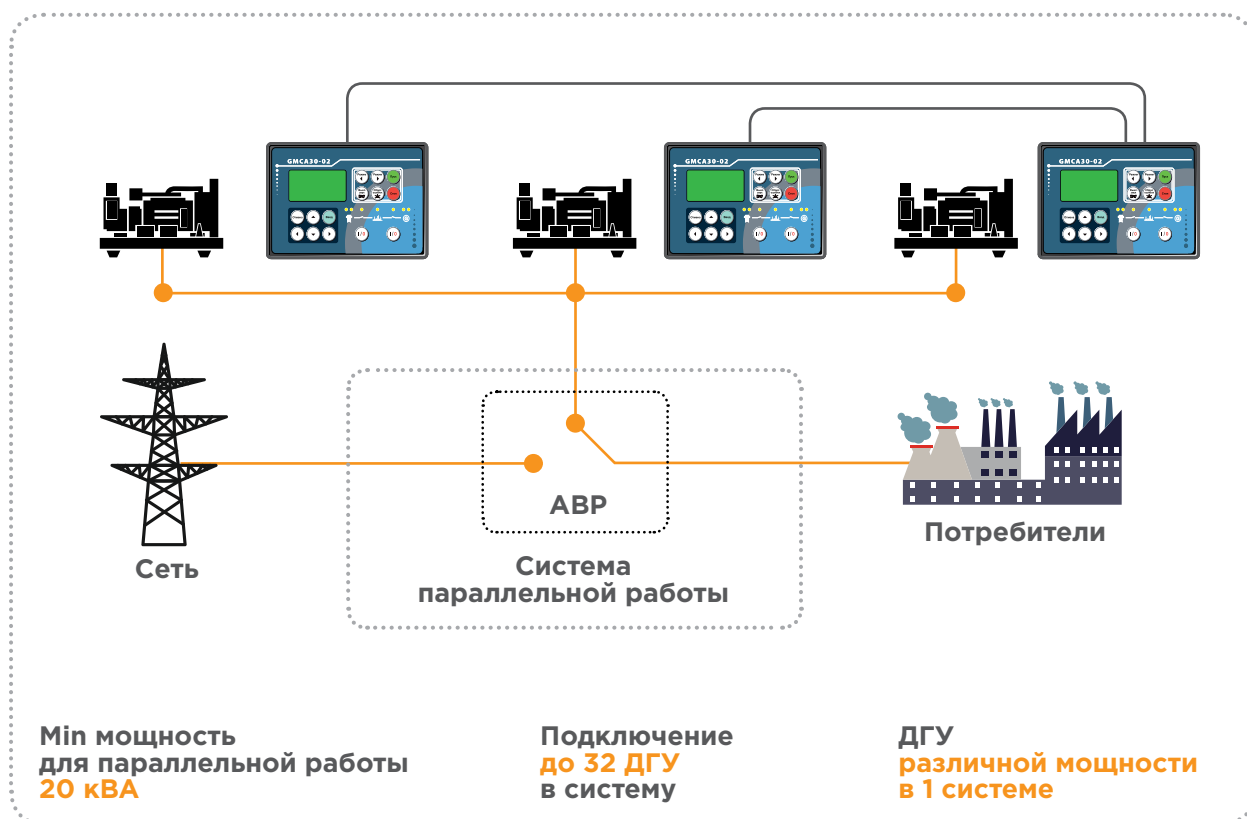 GMCA30-02
GMCA30-02
GMCA30-02
АВР
Сеть
Система
параллельной работы
Потребители
Min мощность
для параллельной работы
20 кВА
Подключение
до 32 ДГУ
в систему
ДГУ
различной мощности
в 1 системе